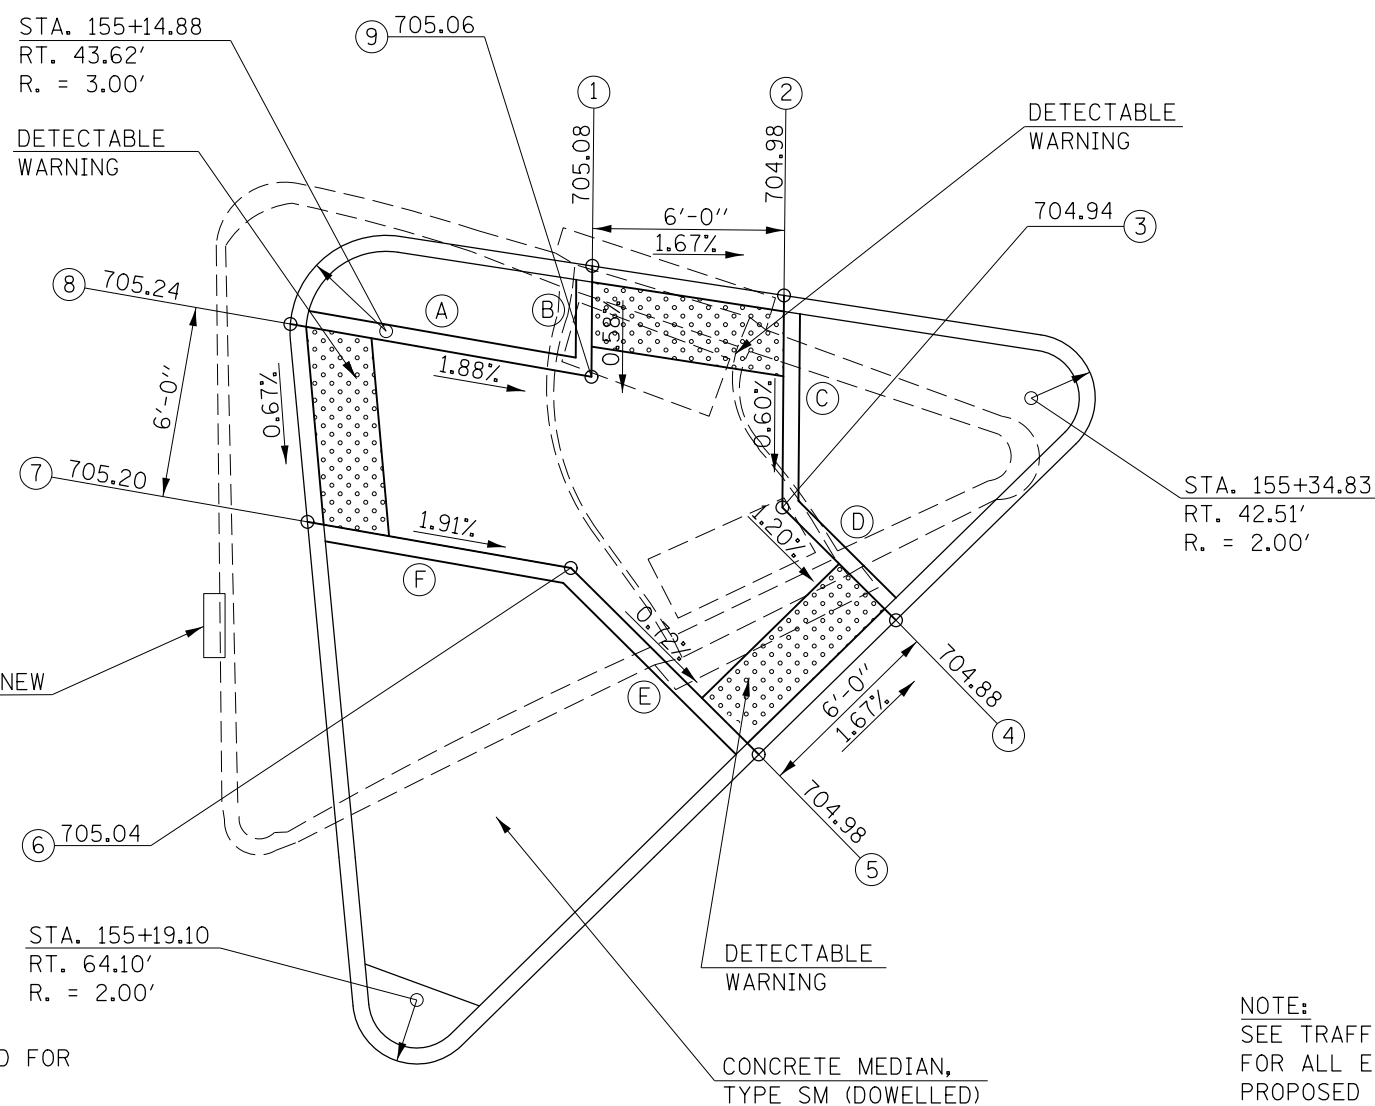 STA. 155+14.88
RT. 43.62'
R. = 3.00'
9 705.06
1
2
705.08
704.98
DETECTABLE
WARNING
DETECTABLE
WARNING
6'-0"
1.67%
704.94 3
8 705.24
A
B
0.58%
1.88%
C
0.60%
6'-0"
0.67%
7 705.20
STA. 155+34.83
RT. 42.51'
R. = 2.00'
1.91%
D
1.20%
F
0.72%
E
NEW
704.88
4
6'-0"
1.67%
704.98
5
6 705.04
STA. 155+19.10
RT. 64.10'
R. = 2.00'
DETECTABLE
WARNING
D FOR
CONCRETE MEDIAN,
TYPE SM (DOWELLED)
NOTE:
SEE TRAFF
FOR ALL E
PROPOSED